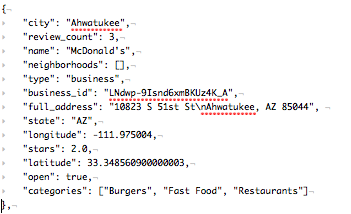 {
"city": "Ahwatukee",
"review_count": 3,
"name": "McDonald's",
"neighborhoods": [],
"type": "business",
"business_id": "LNdwp-9Isnd6xmBKUz4K_A",
"full_address": "10823 S 51st St\nAhwatukee, AZ 85044",
"state": "AZ",
"longitude": -111.975004,
"stars": 2.0,
"latitude": 33.348560900000003,
"open": true,
"categories": ["Burgers", "Fast Food", "Restaurants"]
},